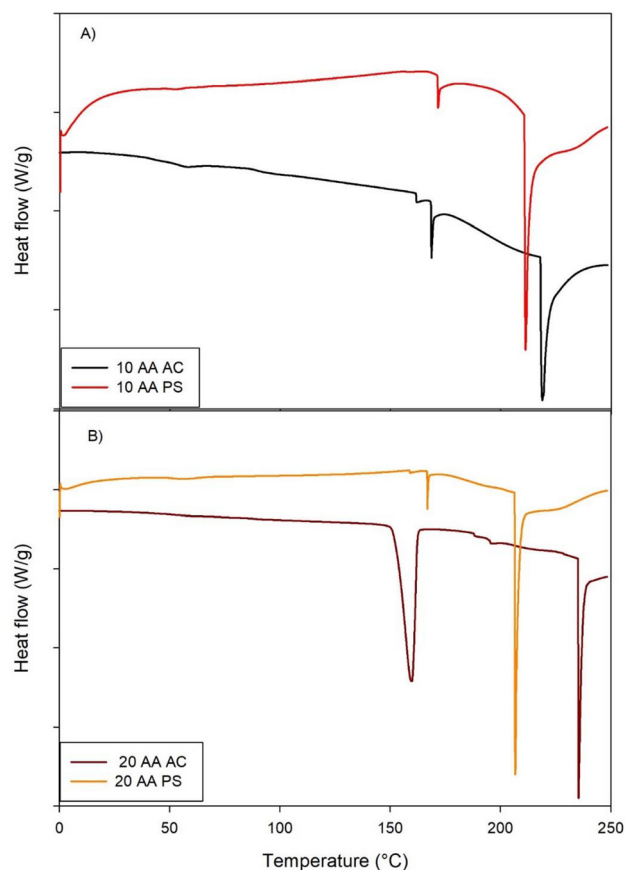 A)
Heat flow (W/g)
10 AA AC
10 AA PS
B)
Heat flow (W/g)
20 AA AC
20 AA PS
0 50 100 150 200 250
Temperature (°C)